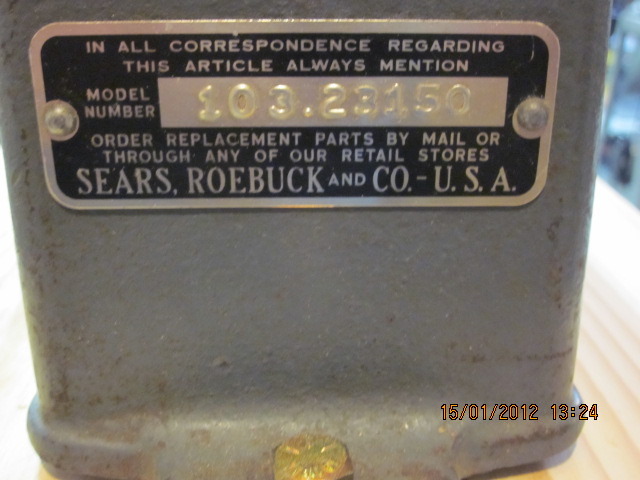 IN ALL CORRESPONDENCE REGARDING
THIS ARTICLE ALWAYS MENTION
MODEL NUMBER 103.23150
ORDER REPLACEMENT PARTS BY MAIL OR
THROUGH ANY OF OUR RETAIL STORES
SEARS, ROEBUCK AND CO. - U. S. A.
15/01/2012 13:24